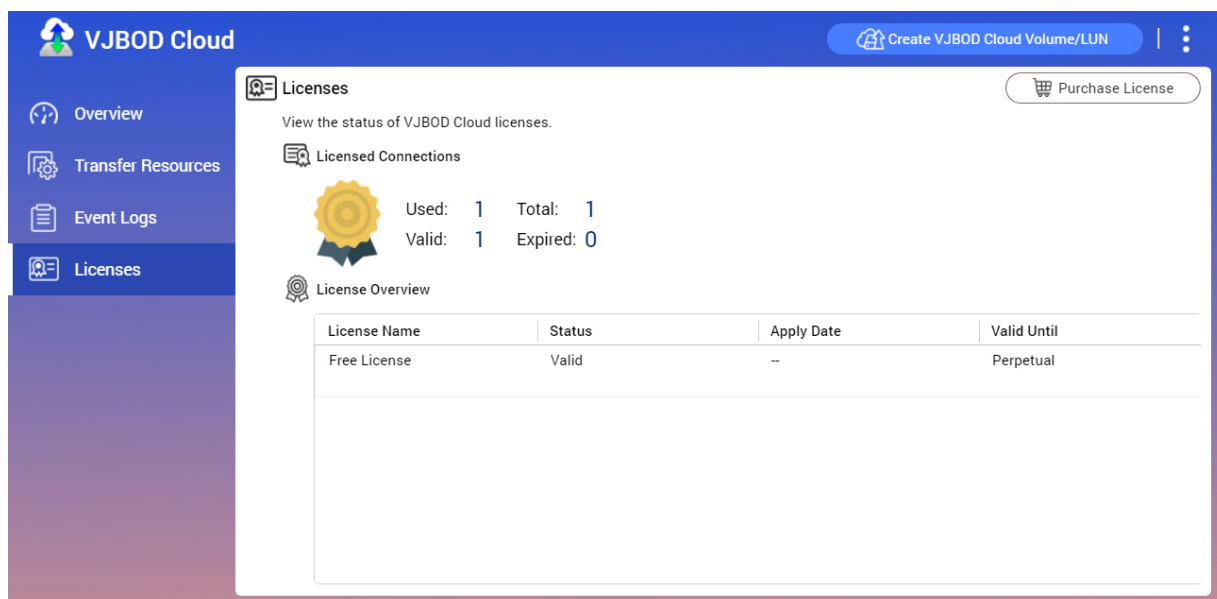 VJBOD Cloud
Create VJBOD Cloud Volume/LUN
Overview
Transfer Resources
Event Logs
Licenses
Licenses
Purchase License
View the status of VJBOD Cloud licenses.
Licensed Connections
Used: 1 Total: 1
Valid: 1 Expired: 0
License Overview
License Name Status Apply Date Valid Until
Free License Valid -- Perpetual